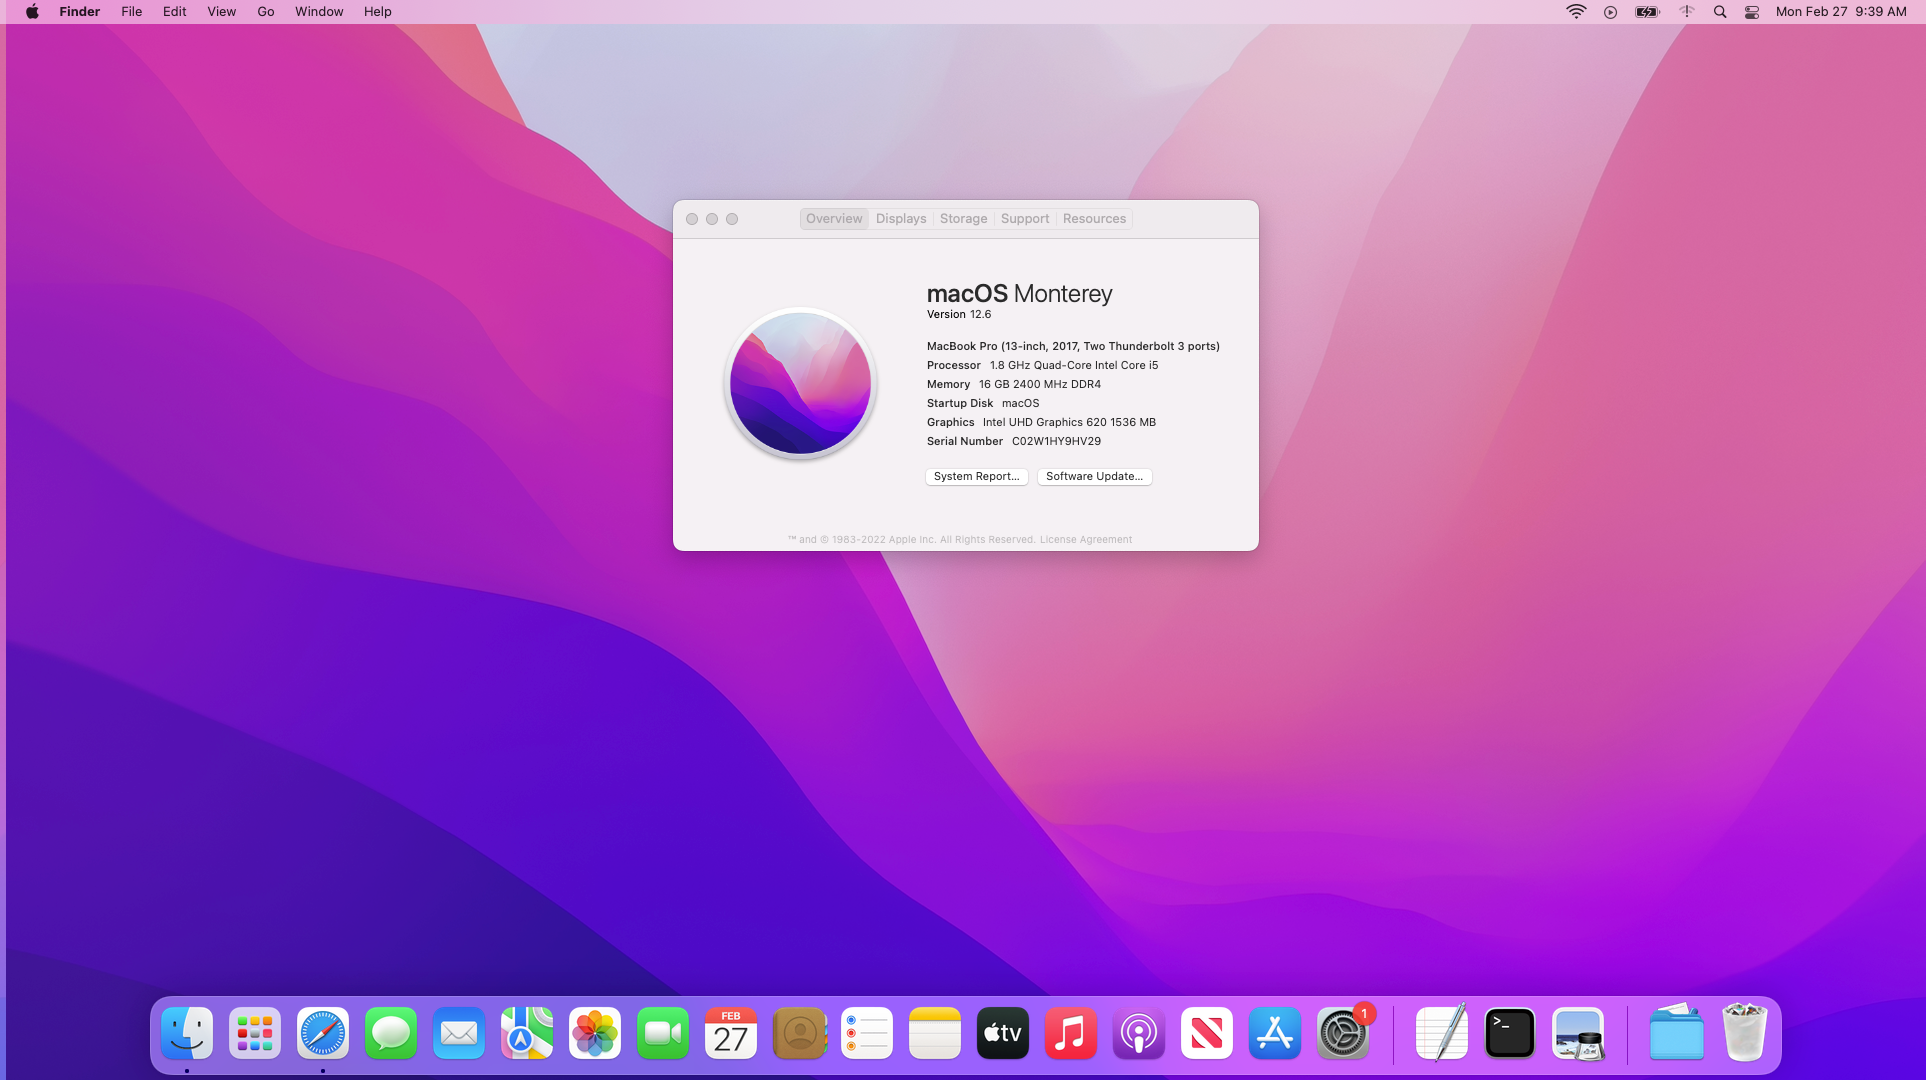 Finder File Edit View Go Window Help
Mon Feb 27 9:39 AM
Overview Displays Storage Support Resources
macOS Monterey
Version 12.6
MacBook Pro (13-inch, 2017, Two Thunderbolt 3 ports)
Processor 1.8 GHz Quad-Core Intel Core i5
Memory 16 GB 2400 MHz DDR4
Startup Disk macOS
Graphics Intel UHD Graphics 620 1536 MB
Serial Number C02W1HY9HV29
System Report... Software Update...
™ and © 1983-2022 Apple Inc. All Rights Reserved. License Agreement
FEB
27
tv
1
>_